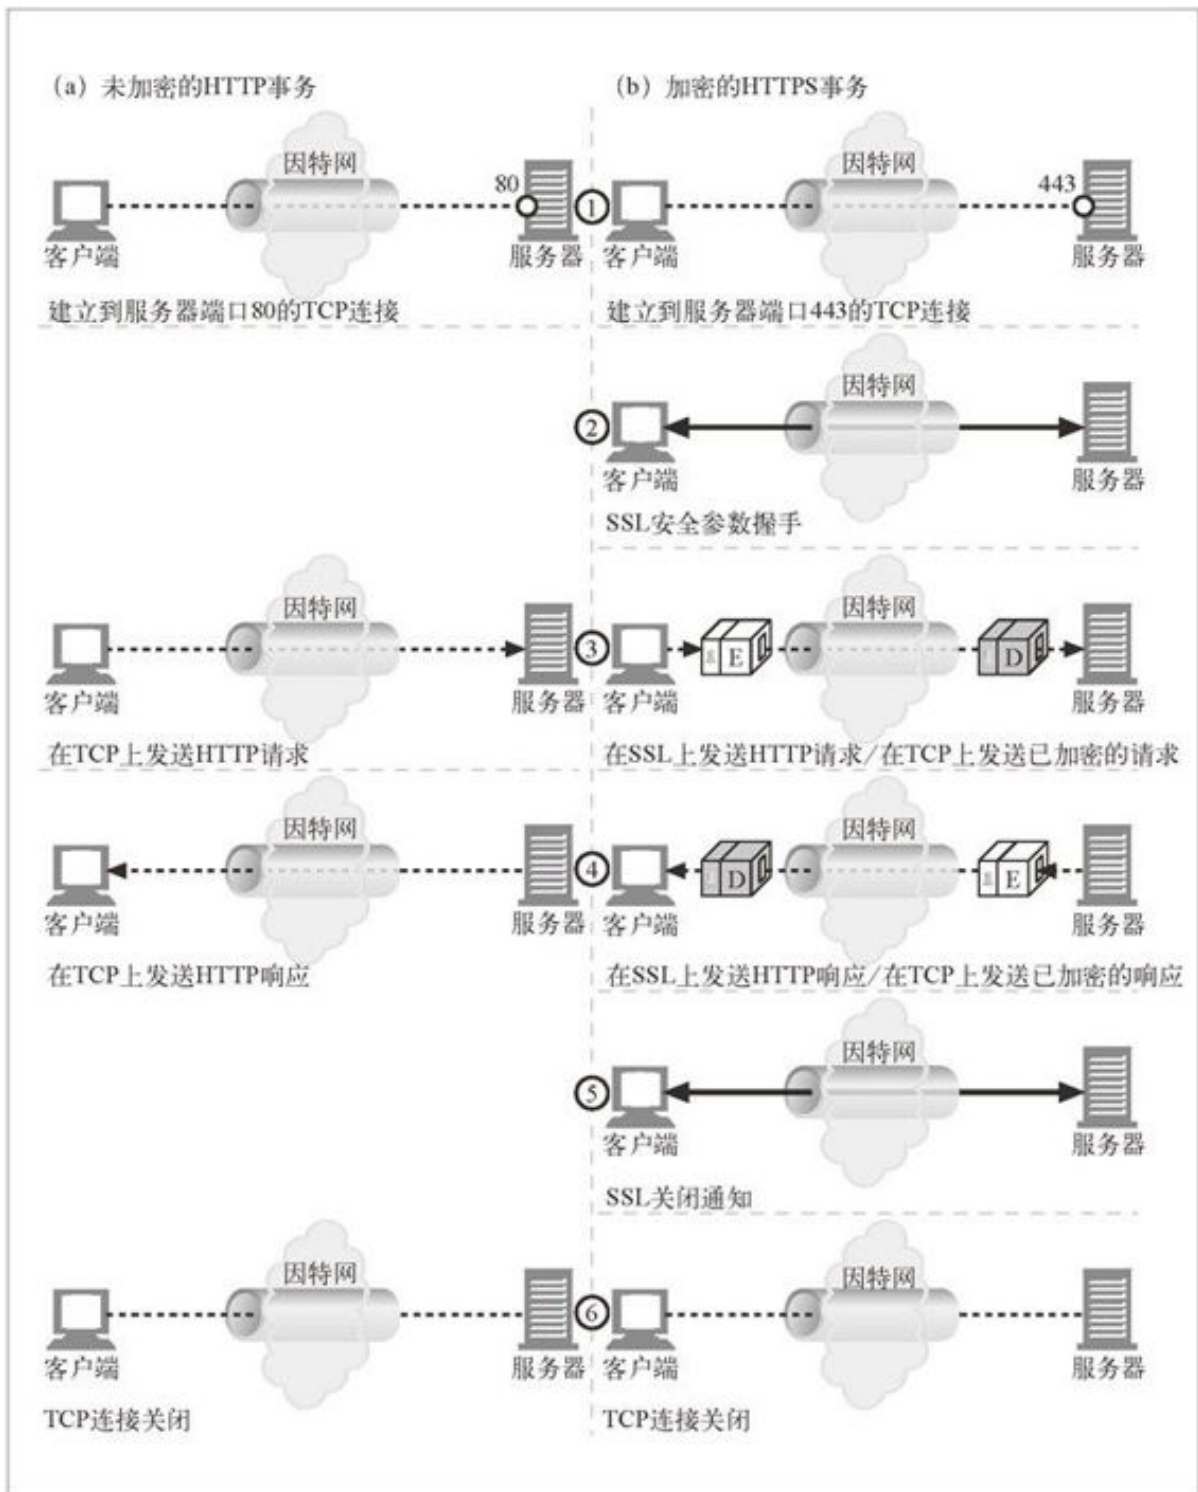 (a) 未加密的HTTP事务
(b) 加密的HTTPS事务
因特网
80
客户端
服务器
建立到服务器端口80的TCP连接
1
因特网
443
客户端
服务器
建立到服务器端口443的TCP连接
2
因特网
客户端
服务器
SSL安全参数握手
因特网
客户端
服务器
在TCP上发送HTTP请求
3
因特网
E
D
客户端
服务器
在SSL上发送HTTP请求/在TCP上发送已加密的请求
因特网
客户端
服务器
在TCP上发送HTTP响应
4
因特网
D
E
客户端
服务器
在SSL上发送HTTP响应/在TCP上发送已加密的响应
5
因特网
客户端
服务器
SSL关闭通知
因特网
客户端
服务器
TCP连接关闭
6
因特网
客户端
服务器
TCP连接关闭